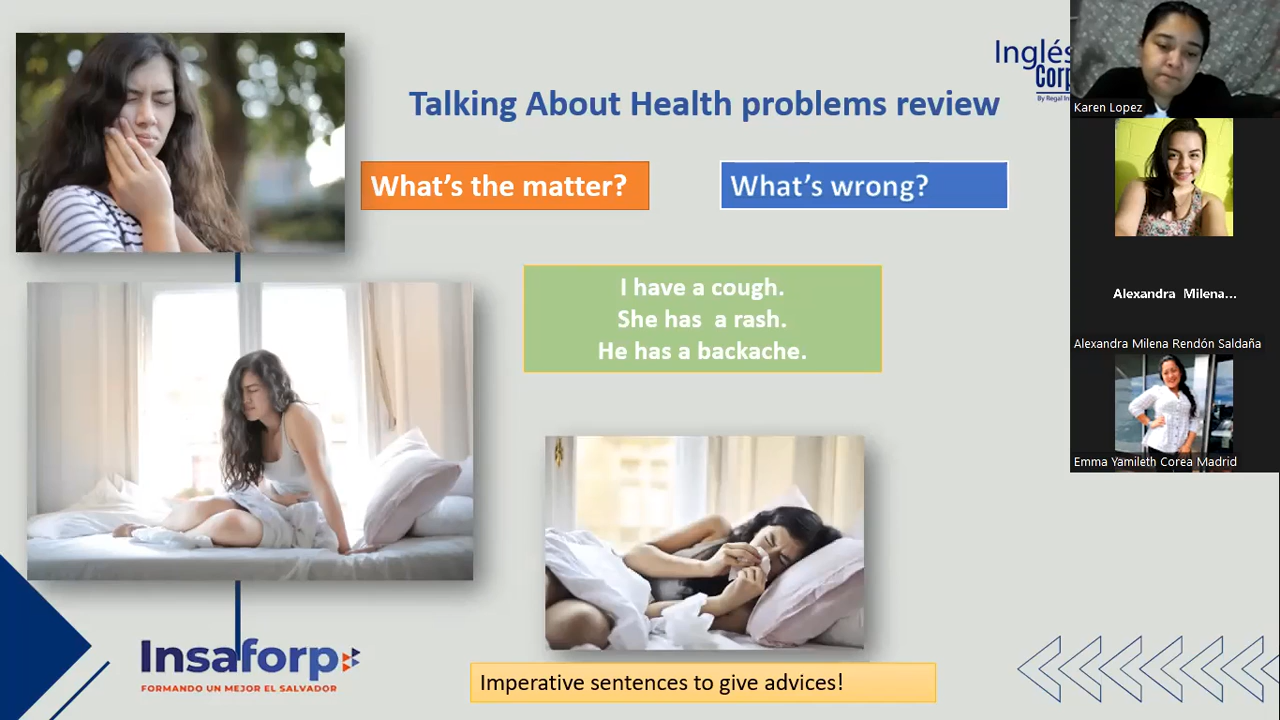 Talking About Health problems review
Inglés
Corp
What's the matter?
What's wrong?
I have a cough.
She has  a rash.
He has a backache.
Imperative sentences to give advices!
Insaforp
FORMANDO UN MEJOR EL SALVADOR
Karen Lopez
Alexandra  Milena...
Alexandra Milena Rendón Saldaña
Emma Yamileth Corea Madrid